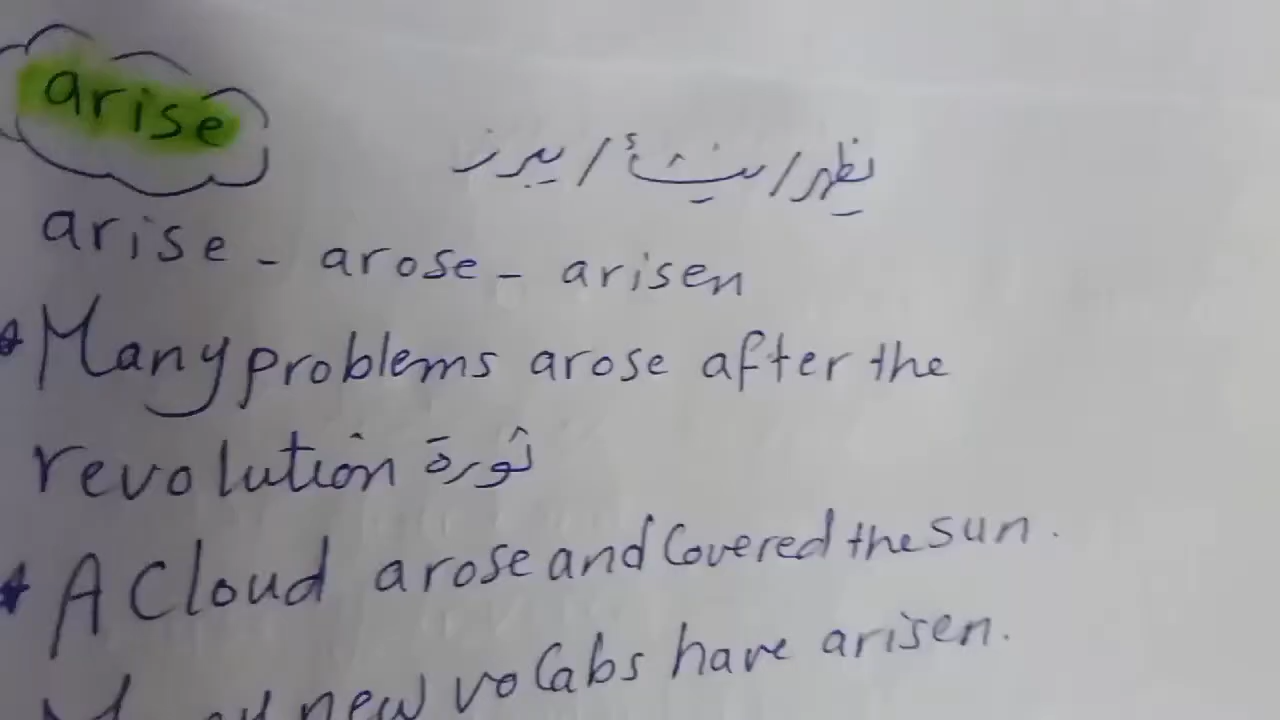 arise
يظهر / ينشأ / يبرز
arise - arose - arisen
* Many problems arose after the
revolution ثورة
* A Cloud arose and Covered the sun.
new vocabs have arisen.